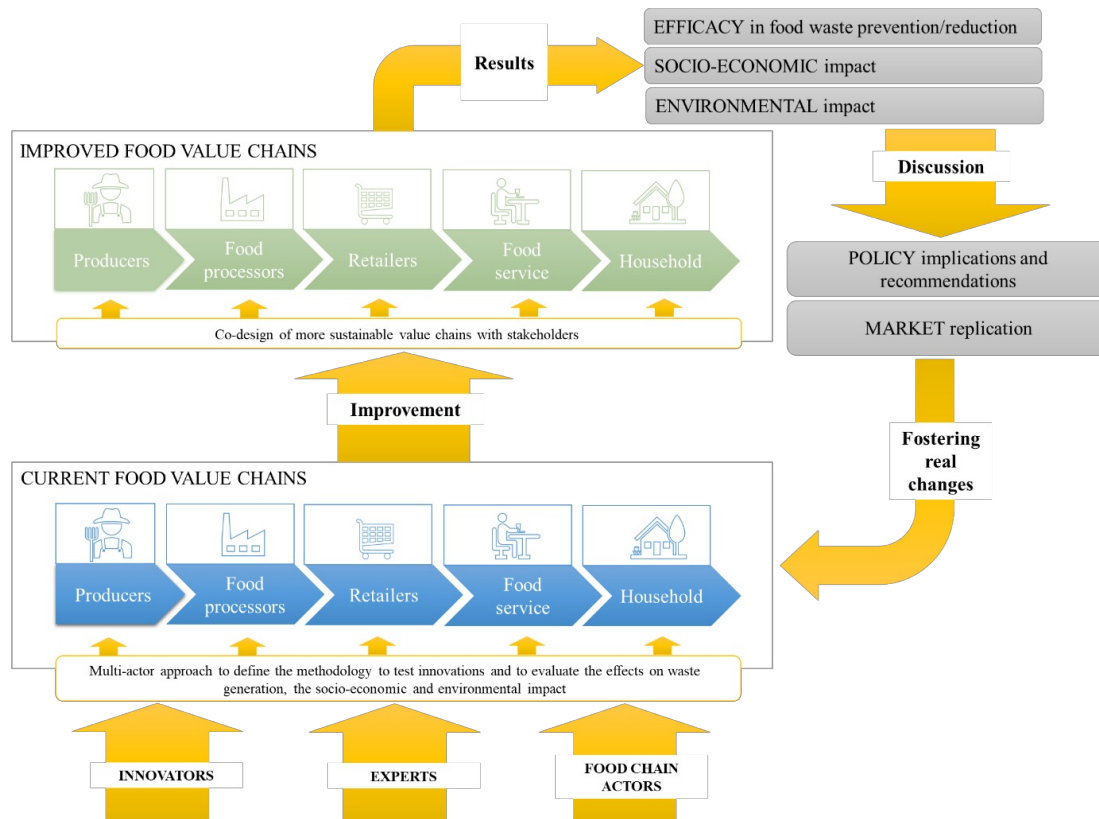 EFFICACY in food waste prevention/reduction
Results
SOCIO-ECONOMIC impact
ENVIRONMENTAL impact
IMPROVED FOOD VALUE CHAINS
Discussion
Producers
Food
processors
Retailers
Food
service
Household
POLICY implications and
recommendations
MARKET replication
Co-design of more sustainable value chains with stakeholders
Improvement
Fostering
real
changes
CURRENT FOOD VALUE CHAINS
Producers
Food
processors
Retailers
Food
service
Household
Multi-actor approach to define the methodology to test innovations and to evaluate the effects on waste
generation, the socio-economic and environmental impact
INNOVATORS
EXPERTS
FOOD CHAIN
ACTORS